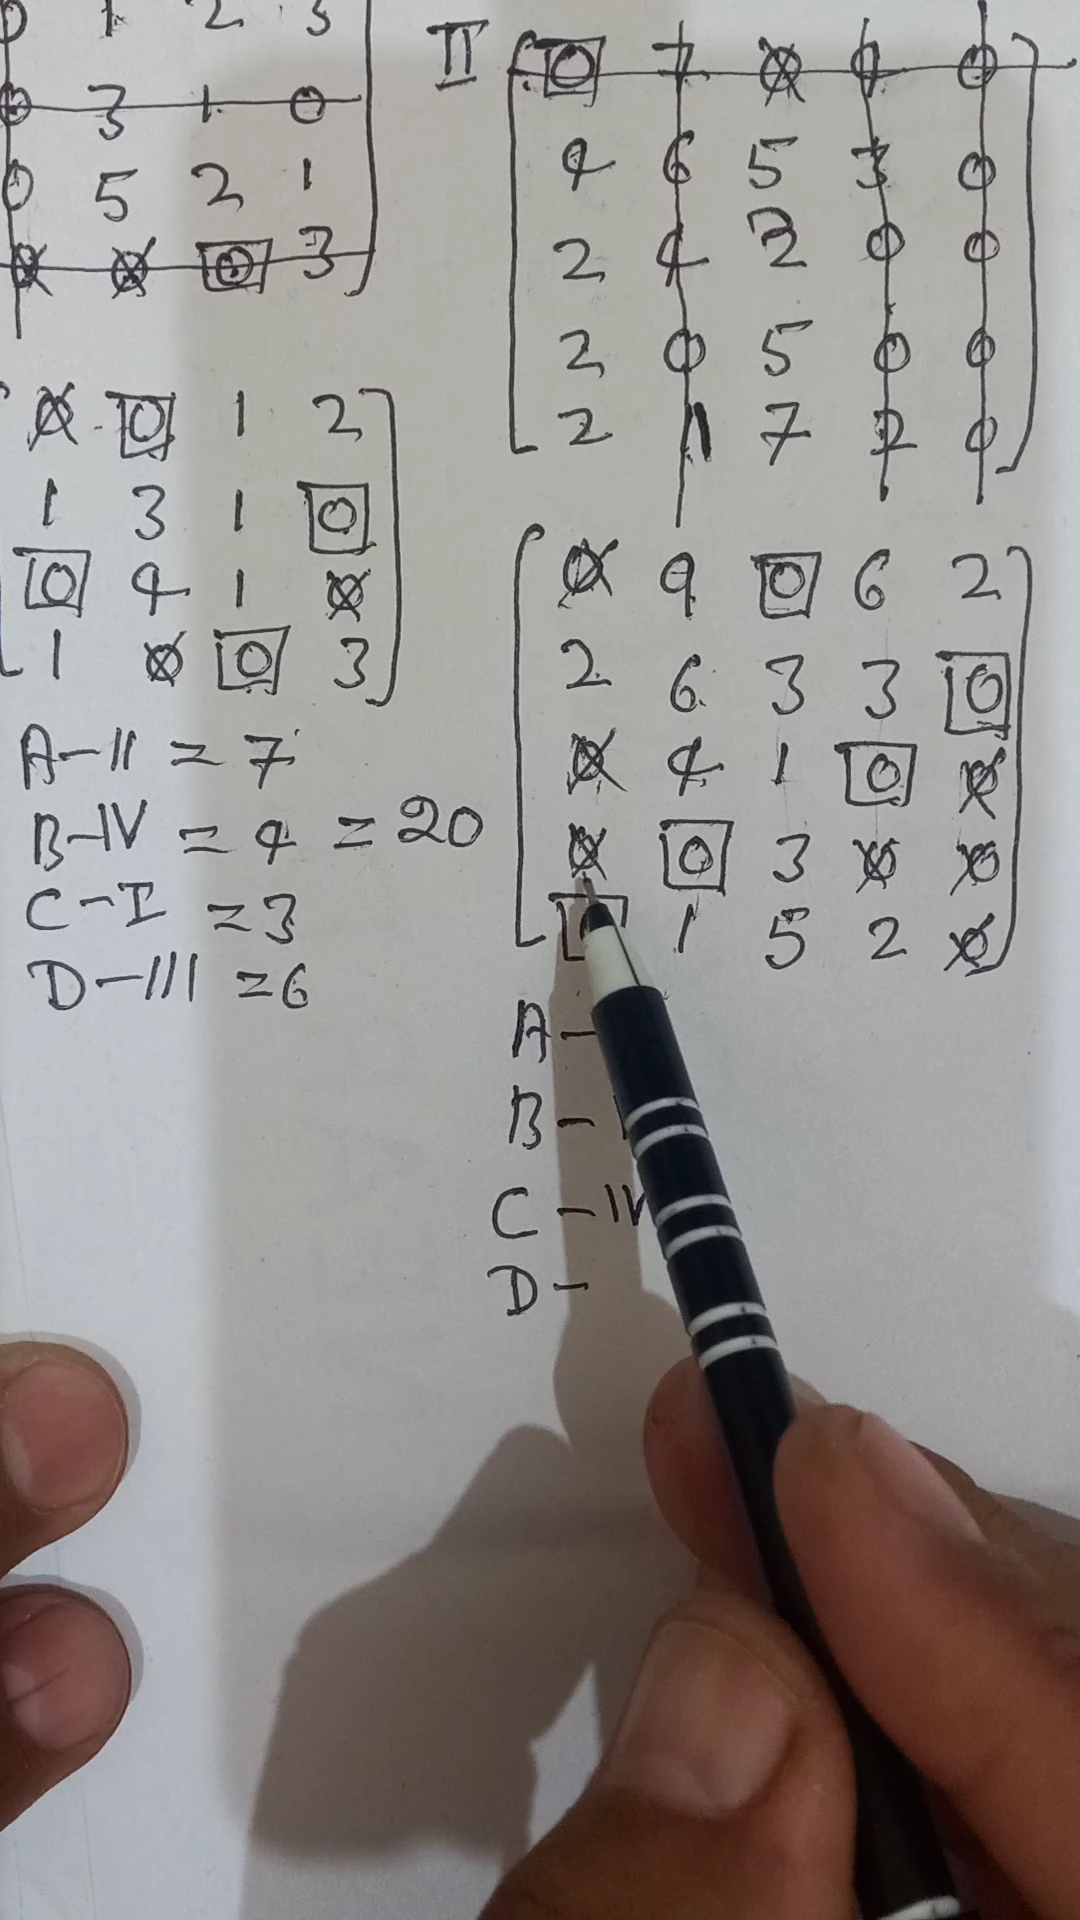 0 1 2 3
0 3 1 0
0 5 2 1
0 0 0 3
0 0 1 2
1 3 1 0
0 4 1 0
1 0 0 3
A-II = 7
B-IV = 4 = 20
C-I = 3
D-III = 6
II
0 7 0 0
4 6 5 3 0
2 4 2 0 0
2 0 5 0 0
2 1 7 2 0
0 9 0 6 2
2 6 3 3 0
0 4 1 0 0
0 0 3 0 0
1 5 2 0
A-
B-
C-IV
D-